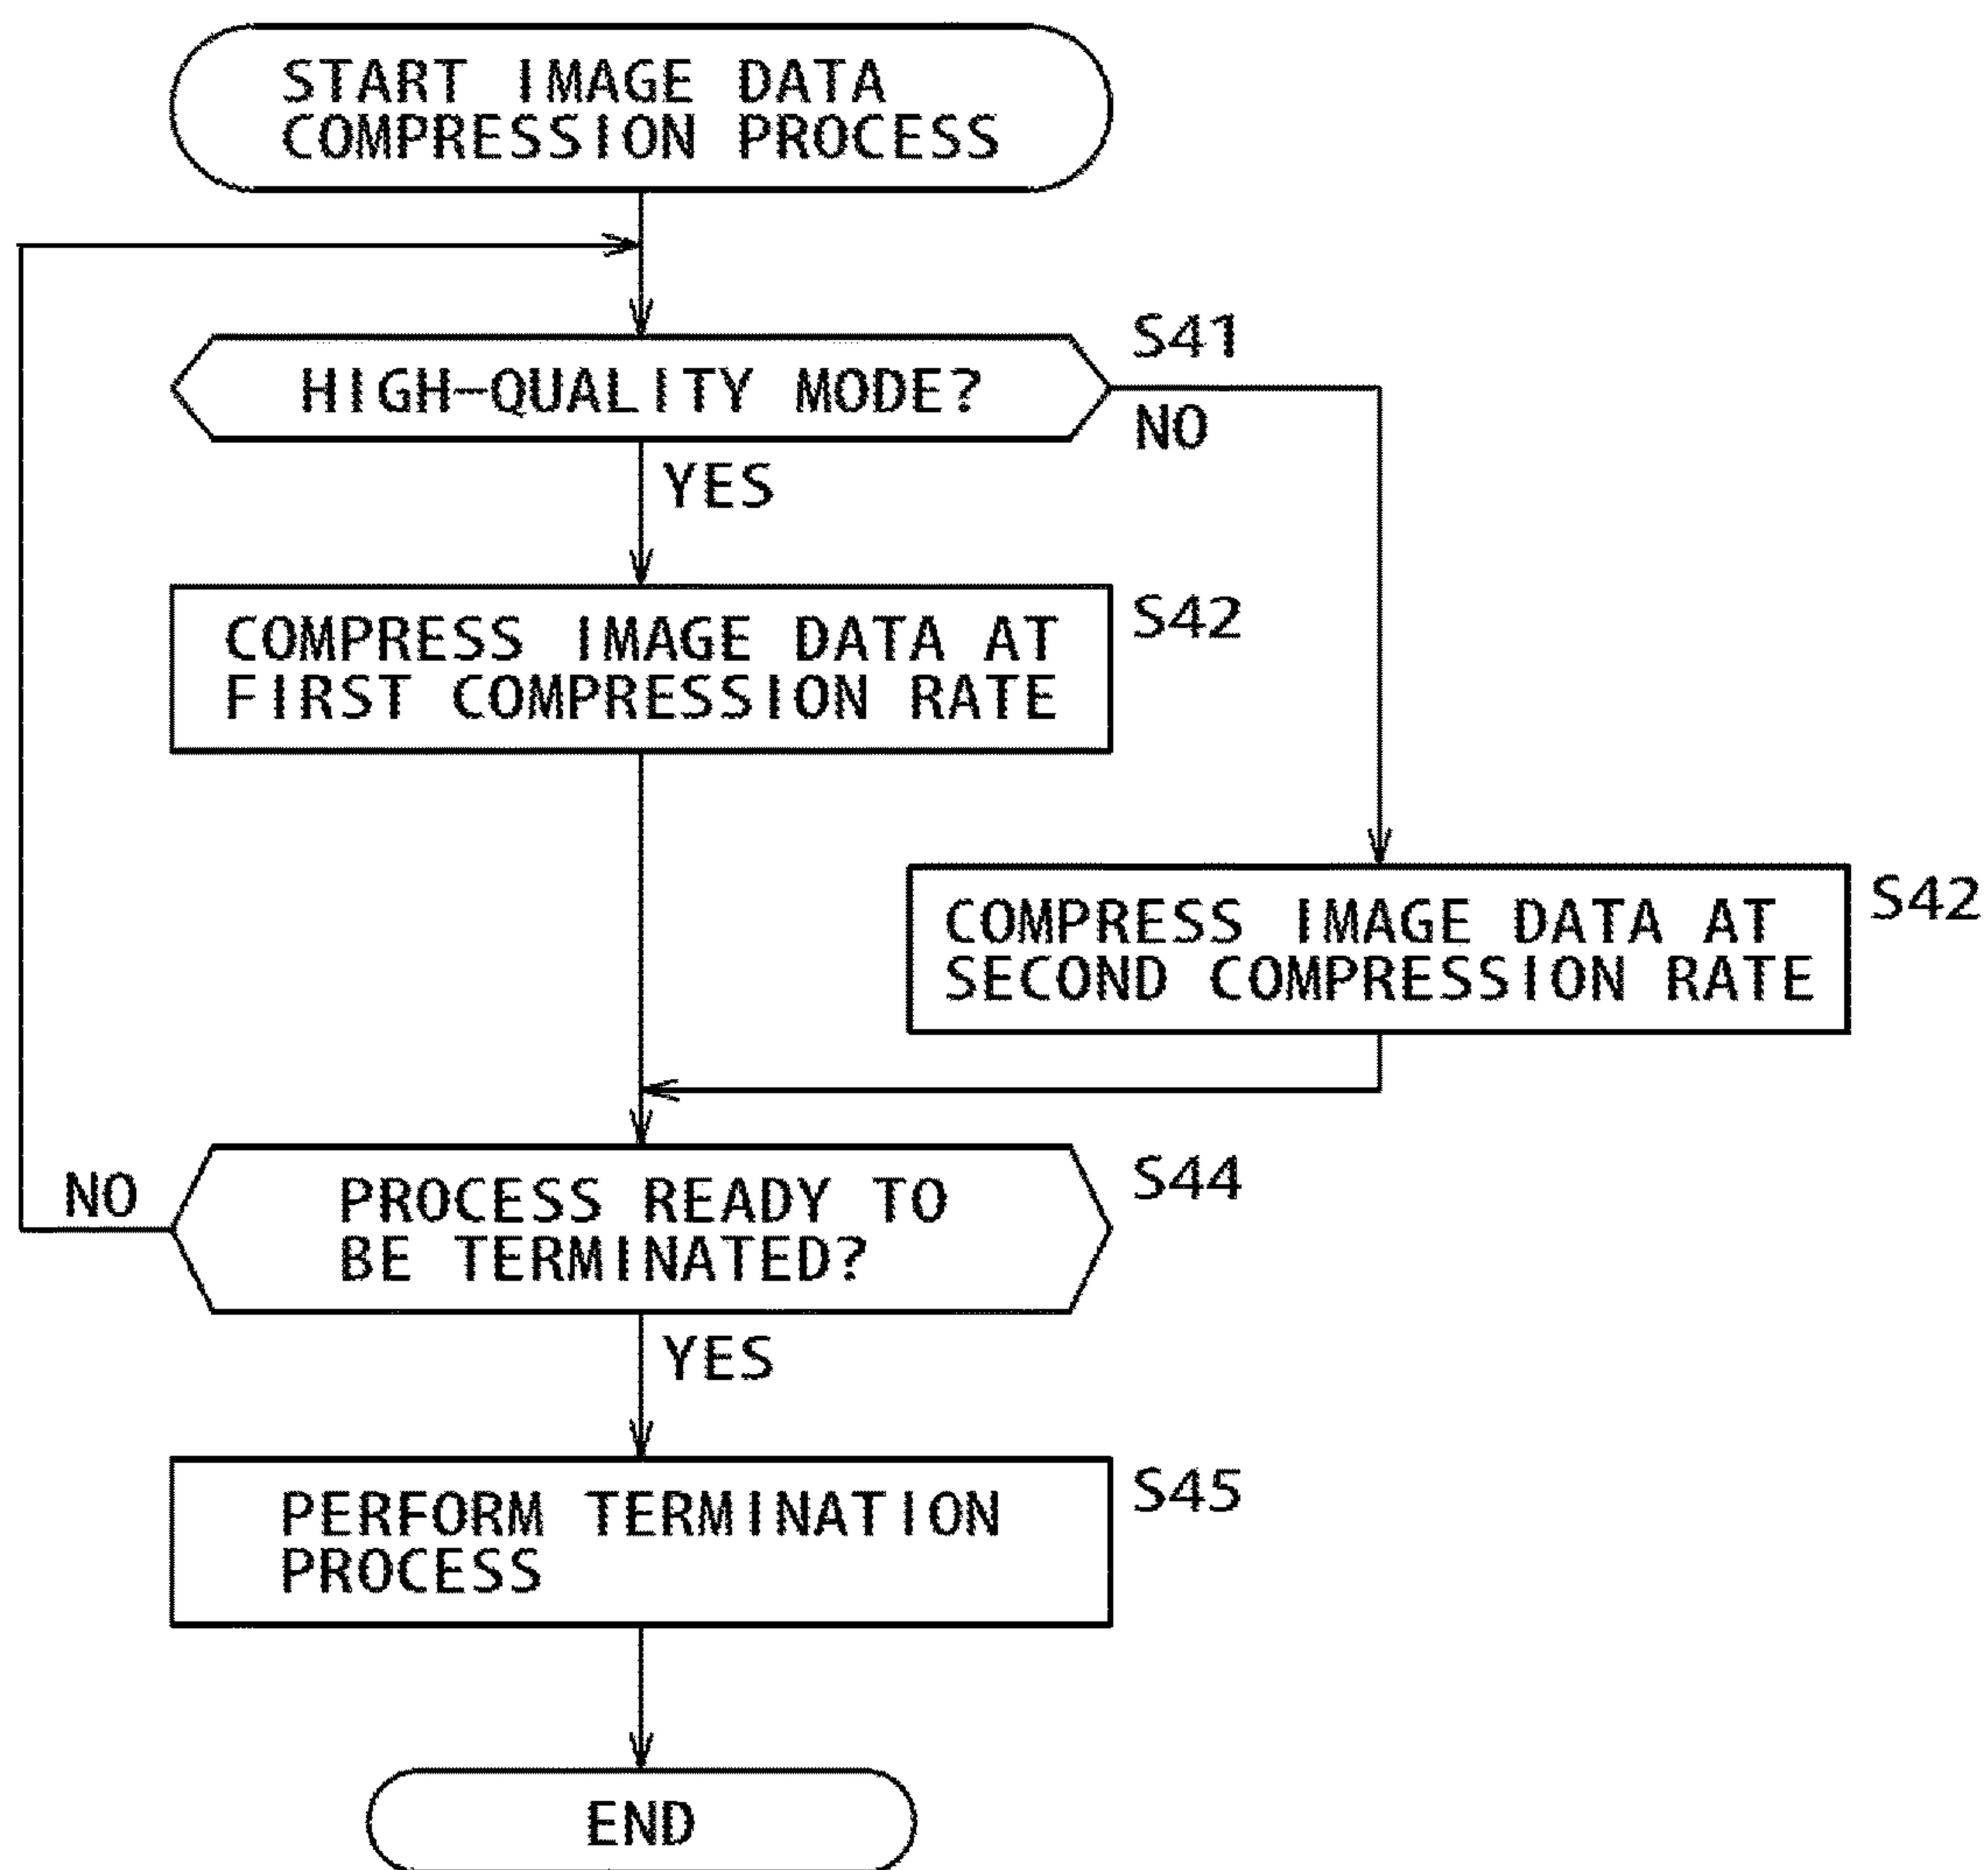 START IMAGE DATA
COMPRESSION PROCESS
S41
HIGH-QUALITY MODE?
NO
YES
S42
COMPRESS IMAGE DATA AT
FIRST COMPRESSION RATE
S42
COMPRESS IMAGE DATA AT
SECOND COMPRESSION RATE
S44
NO
PROCESS READY TO
BE TERMINATED?
YES
S45
PERFORM TERMINATION
PROCESS
END